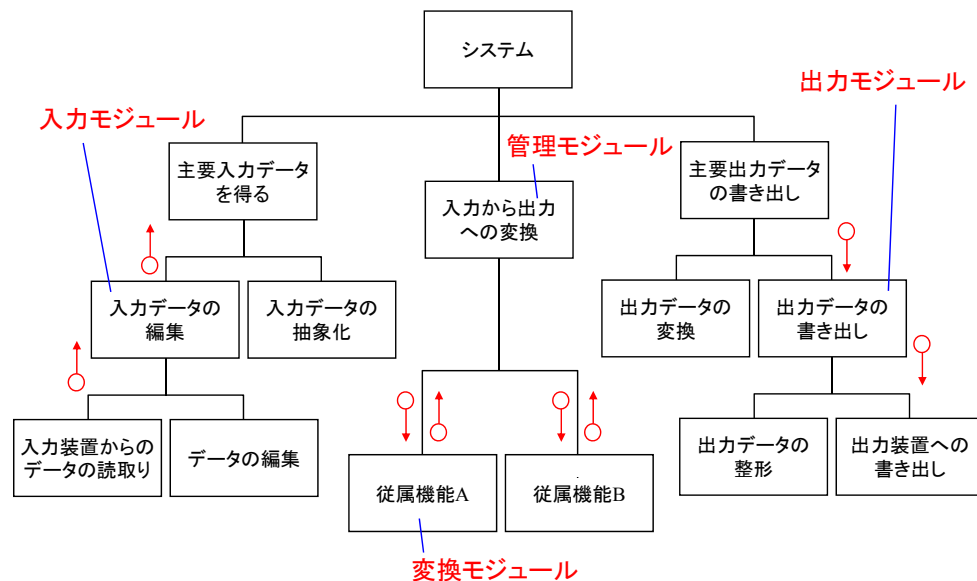 システム
出力モジュール
入力モジュール
管理モジュール
主要入力データ
を得る
入力から出力
への変換
主要出力データ
の書き出し
入力データの
編集
入力データの
抽象化
出力データの
変換
出力データの
書き出し
入力装置からの
データの読取り
データの編集
従属機能A
従属機能B
出力データの
整形
出力装置への
書き出し
変換モジュール